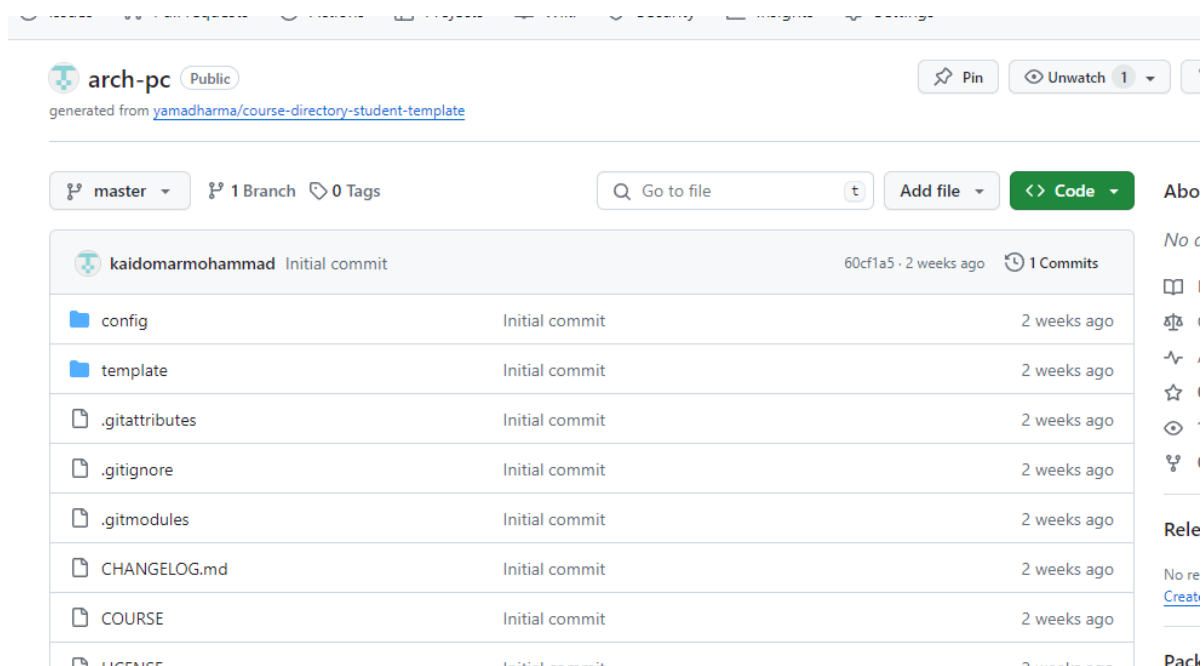 arch-pc Public
Pin
Unwatch 1
generated from yamadharma/course-directory-student-template
master
1 Branch
0 Tags
Go to file
t
Add file
Code
kaidomarmohammad Initial commit
60cf1a5 · 2 weeks ago
1 Commits
config Initial commit 2 weeks ago
template Initial commit 2 weeks ago
.gitattributes Initial commit 2 weeks ago
.gitignore Initial commit 2 weeks ago
.gitmodules Initial commit 2 weeks ago
CHANGELOG.md Initial commit 2 weeks ago
COURSE Initial commit 2 weeks ago
Abo
No
Rele
No re
Create